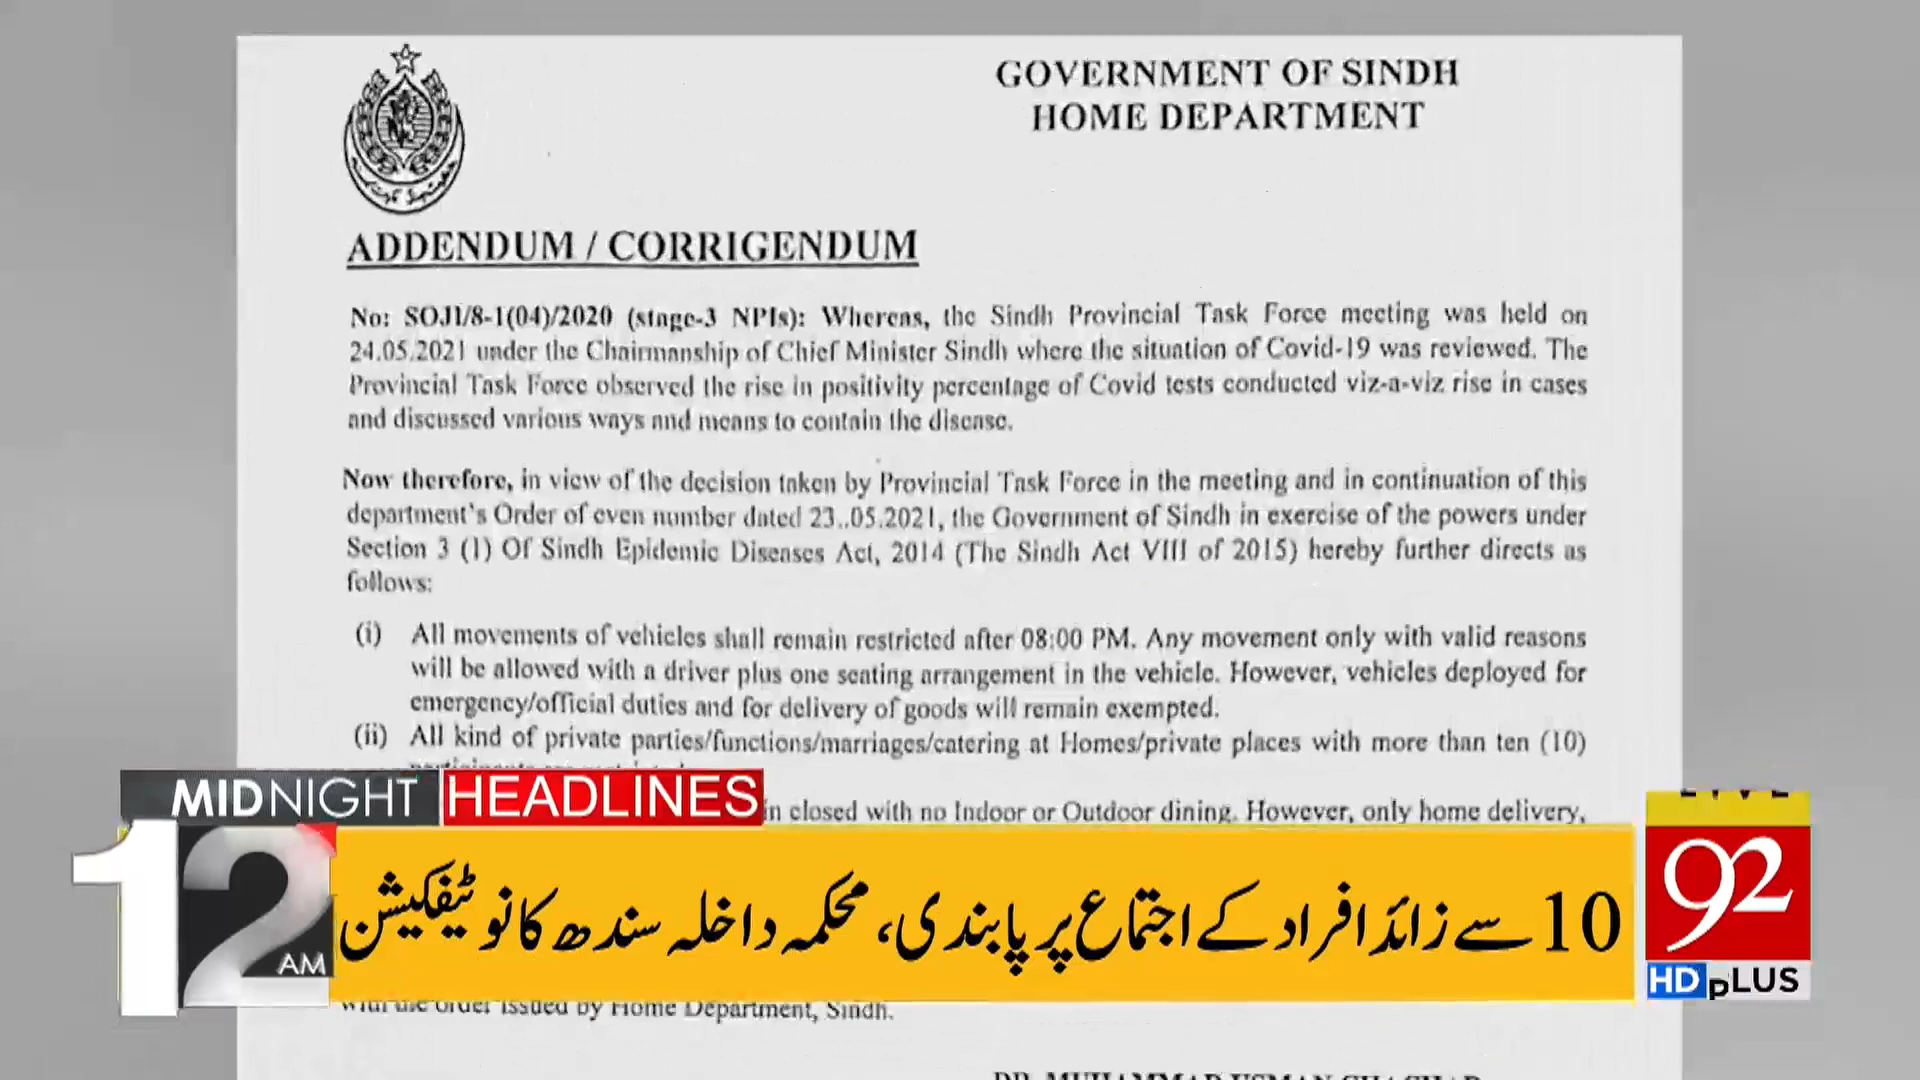 GOVERNMENT OF SINDH
HOME DEPARTMENT
ADDENDUM / CORRIGENDUM
No: SOJI/8-1(04)/2020 (stage-3 NPIs): Whereas, the Sindh Provincial Task Force meeting was held on
24.05.2021 under the Chairmanship of Chief Minister Sindh where the situation of Covid-19 was reviewed. The
Provincial Task Force observed the rise in positivity percentage of Covid tests conducted viz-a-viz rise in cases
and discussed various ways and means to contain the disease.
Now therefore, in view of the decision taken by Provincial Task Force in the meeting and in continuation of this
department's Order of even number dated 23..05.2021, the Government of Sindh in exercise of the powers under
Section 3 (1) Of Sindh Epidemic Diseases Act, 2014 (The Sindh Act VIII of 2015) hereby further directs as
follows:
(i) All movements of vehicles shall remain restricted after 08:00 PM. Any movement only with valid reasons
will be allowed with a driver plus one seating arrangement in the vehicle. However, vehicles deployed for
emergency/official duties and for delivery of goods will remain exempted.
(ii) All kind of private parties/functions/marriages/catering at Homes/private places with more than ten (10)
MIDNIGHT HEADLINES
in closed with no Indoor or Outdoor dining. However, only home delivery,
12 AM
10 سے زائد افراد کے اجتماع پر پابندی، محکمہ داخلہ سندھ کا نوٹیفکیشن
LIVE
92
HD PLUS
with the order issued by Home Department, Sindh.